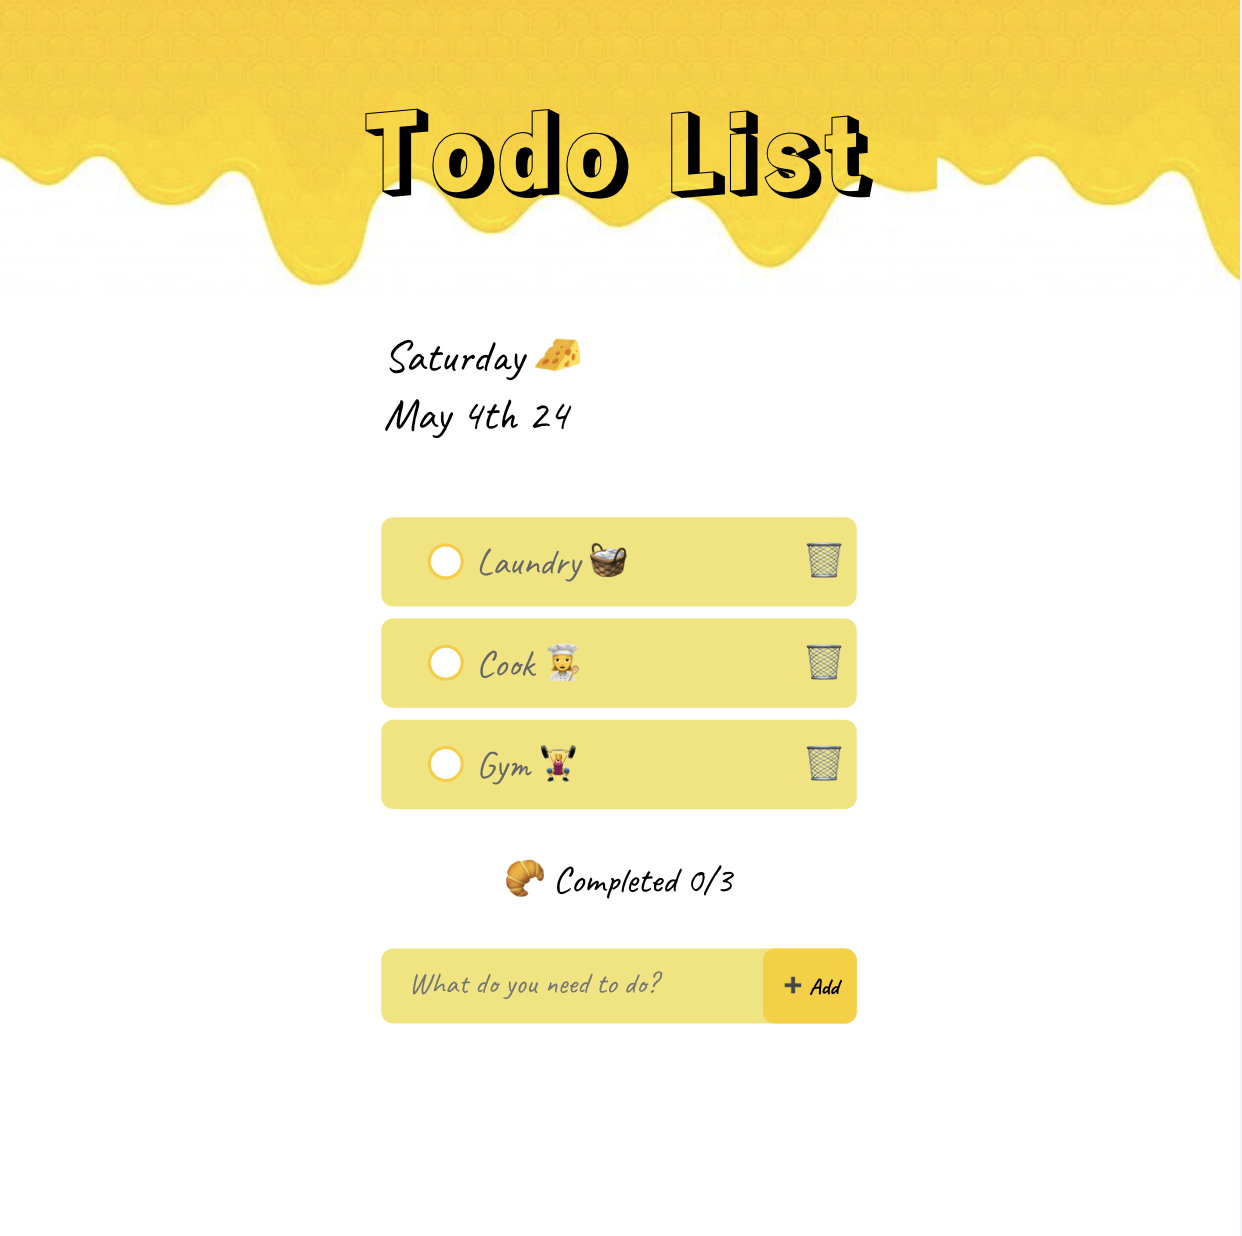 Todo List
Saturday 🧀
May 4th 24
Laundry 🧺
Cook 👩‍🍳
Gym 🏋️‍♀️
🥐 Completed 0/3
What do you need to do?
➕ Add